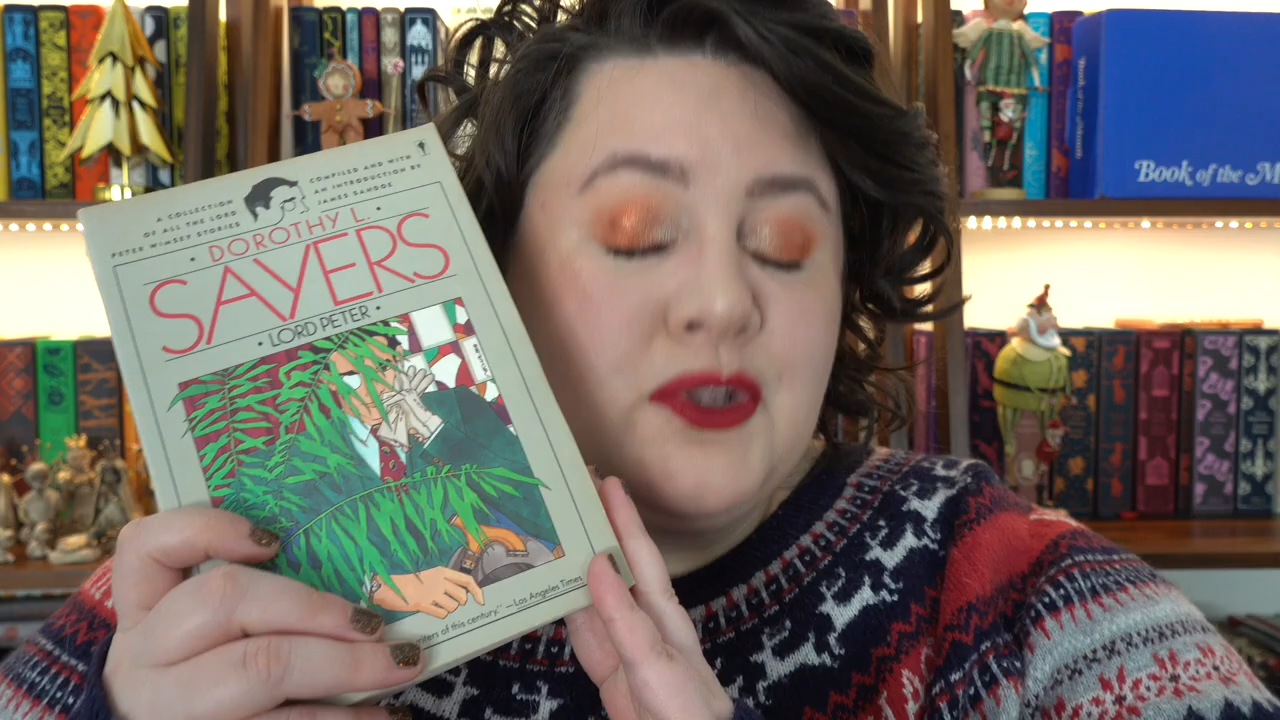 A COLLECTION
OF ALL THE LORD
PETER WIMSEY STORIES
COMPILED AND WITH
AN INTRODUCTION BY
JAMES SANDOE
• DOROTHY L. •
SAYERS
• LORD PETER •
writers of this century." —Los Angeles Times
Book of the M